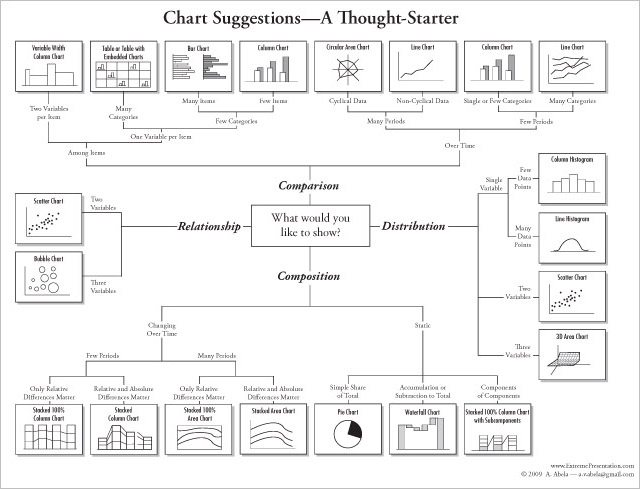 Chart Suggestions—A Thought-Starter
Variable Width
Column Chart
Table or Table with
Embedded Charts
Bar Chart
Column Chart
Circular Area Chart
Line Chart
Column Chart
Line Chart
Two Variables
per Item
Many
Categories
Many Items
Few Items
Cyclical Data
Non-Cyclical Data
Single or Few Categories
Many Categories
Few Categories
Many Periods
Few Periods
One Variable per Item
Among Items
Over Time
Comparison
Relationship
What would you
like to show?
Distribution
Composition
Scatter Chart
Two
Variables
Bubble Chart
Three
Variables
Single
Variable
Few
Data
Points
Column Histogram
Many
Data
Points
Line Histogram
Two
Variables
Scatter Chart
Three
Variables
3D Area Chart
Changing
Over Time
Static
Few Periods
Many Periods
Only Relative
Differences Matter
Relative and Absolute
Differences Matter
Only Relative
Differences Matter
Relative and Absolute
Differences Matter
Simple Share
of Total
Accumulation or
Subtraction to Total
Components
of Components
Stacked 100%
Column Chart
Stacked
Column Chart
Stacked 100%
Area Chart
Stacked Area Chart
Pie Chart
Waterfall Chart
Stacked 100% Column Chart
with Subcomponents
www.ExtremePresentation.com
© 2009 A. Abela — a.v.abela@gmail.com